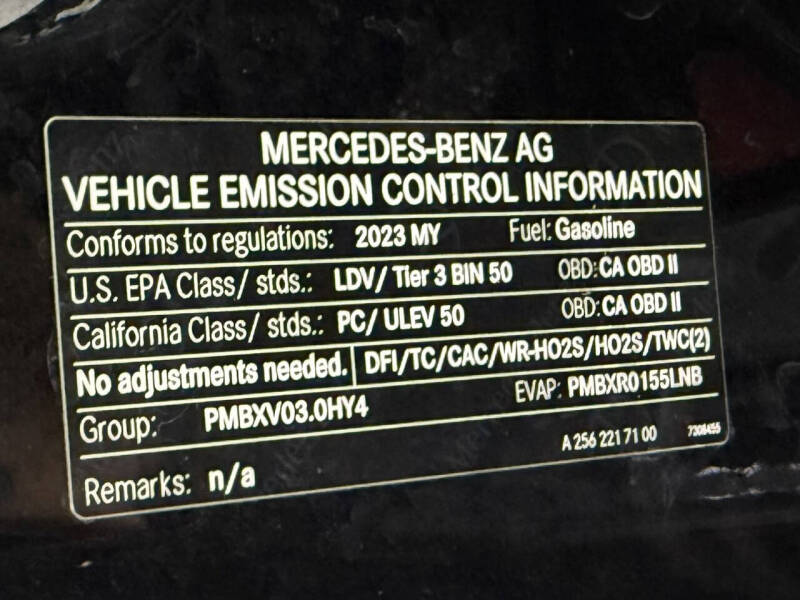 MERCEDES-BENZ AG
VEHICLE EMISSION CONTROL INFORMATION
Conforms to regulations: 2023 MY Fuel: Gasoline
U.S. EPA Class/ stds.: LDV/ Tier 3 BIN 50 OBD: CA OBD II
California Class/ stds.: PC/ ULEV 50 OBD: CA OBD II
No adjustments needed. DFI/TC/CAC/WR-HO2S/HO2S/TWC(2)
Group: PMBXV03.0HY4 EVAP: PMBXR0155LNB
A 256 221 71 00
Remarks: n/a